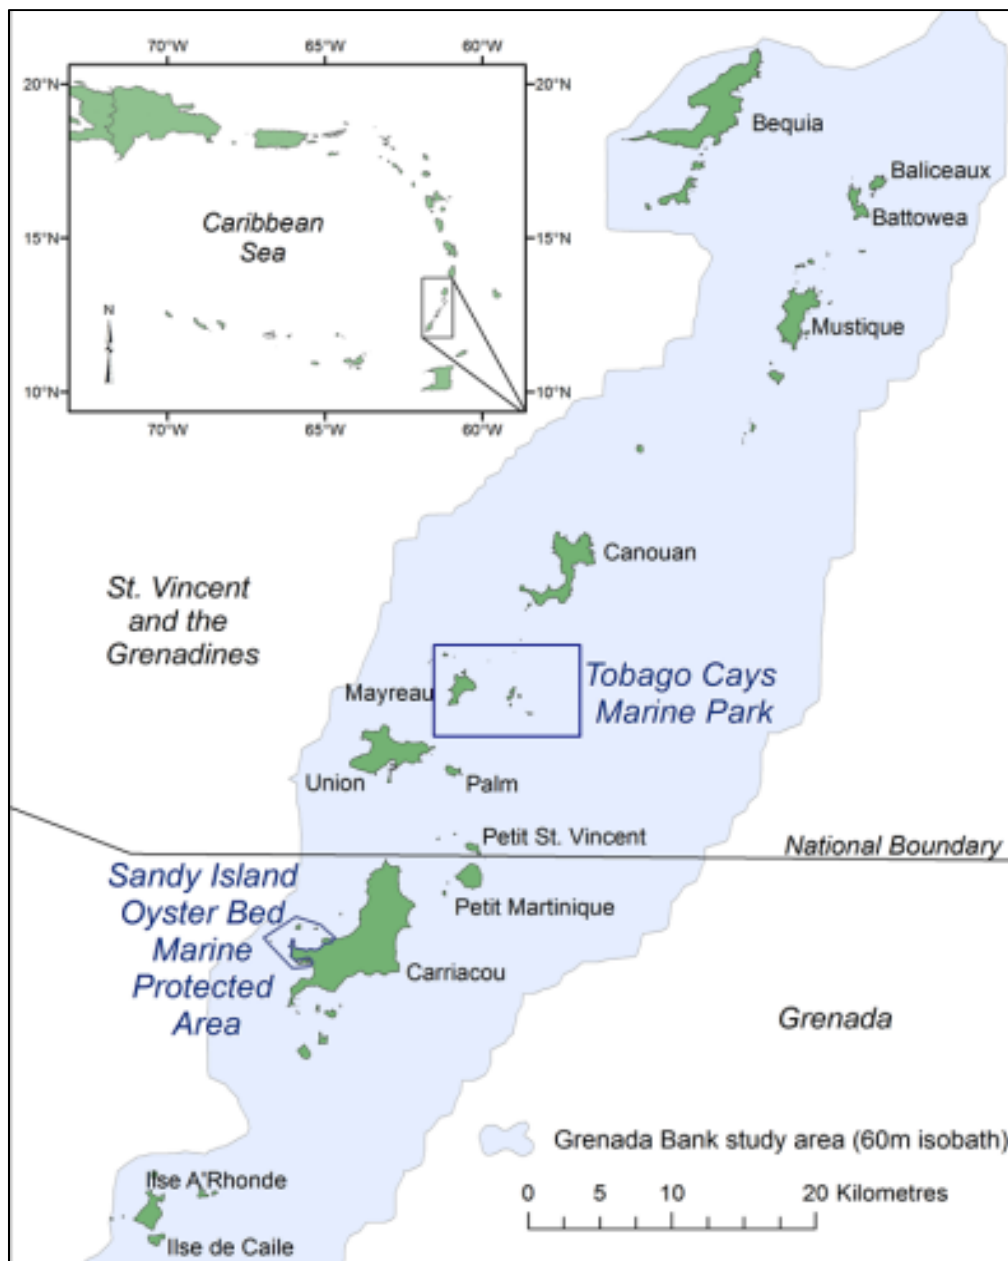 70°W
65°W
60°W
20°N
20°N
Caribbean
Sea
15°N
15°N
N
10°N
10°N
70°W
65°W
60°W
Bequia
Baliceaux
Battowea
Mustique
Canouan
St. Vincent
and the
Grenadines
Mayreau
Tobago Cays
Marine Park
Union
Palm
Petit St. Vincent
National Boundary
Sandy Island
Oyster Bed
Marine
Protected
Area
Petit Martinique
Carriacou
Grenada
Grenada Bank study area (60m isobath)
Ilse A'Rhonde
0 5 10 20 Kilometres
Ilse de Caile